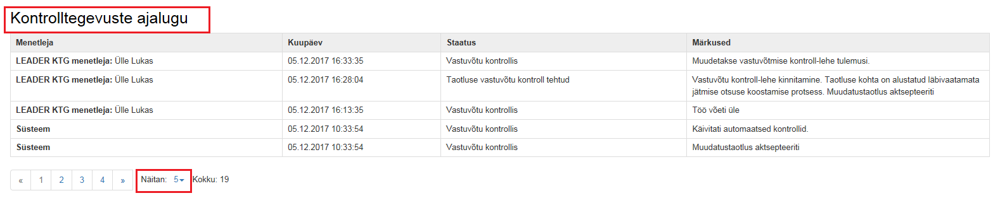 Kontrolltegevuste ajalugu
Menetleja Kuupäev Staatus Märkused
LEADER KTG menetleja: Ülle Lukas 05.12.2017 16:33:35 Vastuvõtu kontrollis Muudetakse vastuvõtmise kontroll-lehe tulemusi.
LEADER KTG menetleja: Ülle Lukas 05.12.2017 16:28:04 Taotluse vastuvõtu kontroll tehtud Vastuvõtu kontroll-lehe kinnitamine. Taotluse kohta on alustatud läbivaatamata
jätmise otsuse koostamise protsess. Muudatustaotlus aktsepteeriti
LEADER KTG menetleja: Ülle Lukas 05.12.2017 16:13:35 Vastuvõtu kontrollis Töö võeti üle
Süsteem 05.12.2017 10:33:54 Vastuvõtu kontrollis Käivitati automaatsed kontrollid.
Süsteem 05.12.2017 10:33:54 Vastuvõtu kontrollis Muudatustaotlus aktsepteeriti
« 1 2 3 4 » Näitan: 5 Kokku: 19